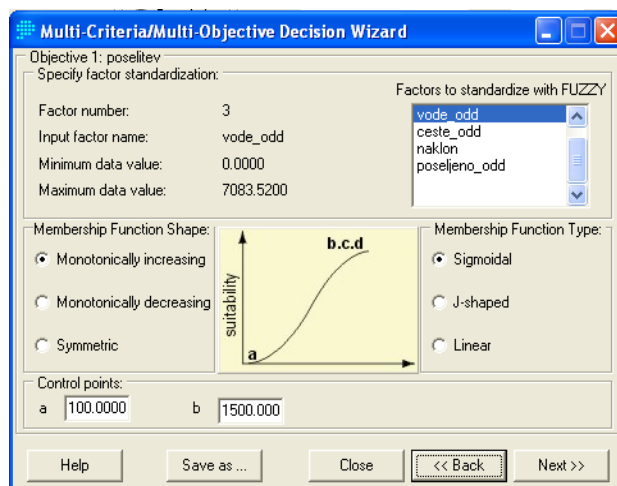 Multi-Criteria/Multi-Objective Decision Wizard
Objective 1: poselitev
Specify factor standardization:
Factor number: 3
Input factor name: vode_odd
Minimum data value: 0.0000
Maximum data value: 7083.5200
Factors to standardize with FUZZY
vode_odd
ceste_odd
naklon
poseljeno_odd
Membership Function Shape:
Monotonically increasing
Monotonically decreasing
Symmetric
suitability
a
b.c.d
Membership Function Type:
Sigmoidal
J-shaped
Linear
Control points:
a 100.0000 b 1500.000
Help Save as ... Close << Back Next >>